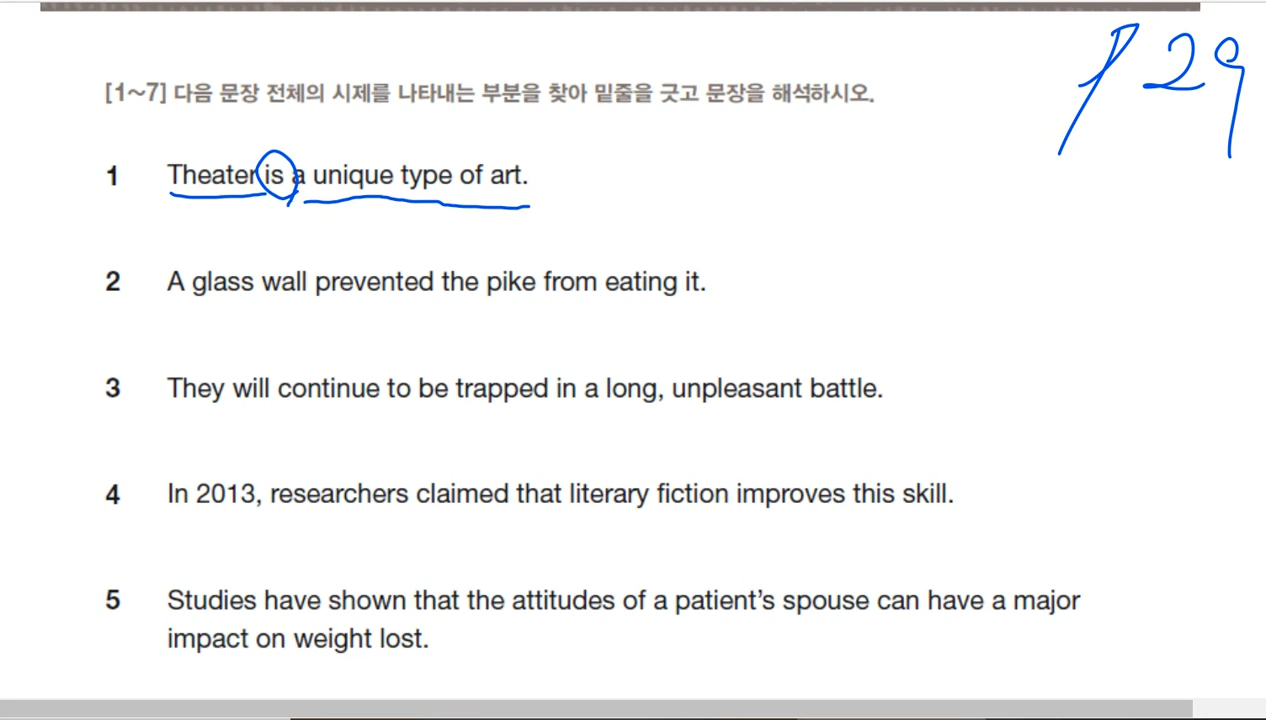 p 29
[1~7] 다음 문장 전체의 시제를 나타내는 부분을 찾아 밑줄을 긋고 문장을 해석하시오.
1 Theater is a unique type of art.
2 A glass wall prevented the pike from eating it.
3 They will continue to be trapped in a long, unpleasant battle.
4 In 2013, researchers claimed that literary fiction improves this skill.
5 Studies have shown that the attitudes of a patient's spouse can have a major
impact on weight lost.